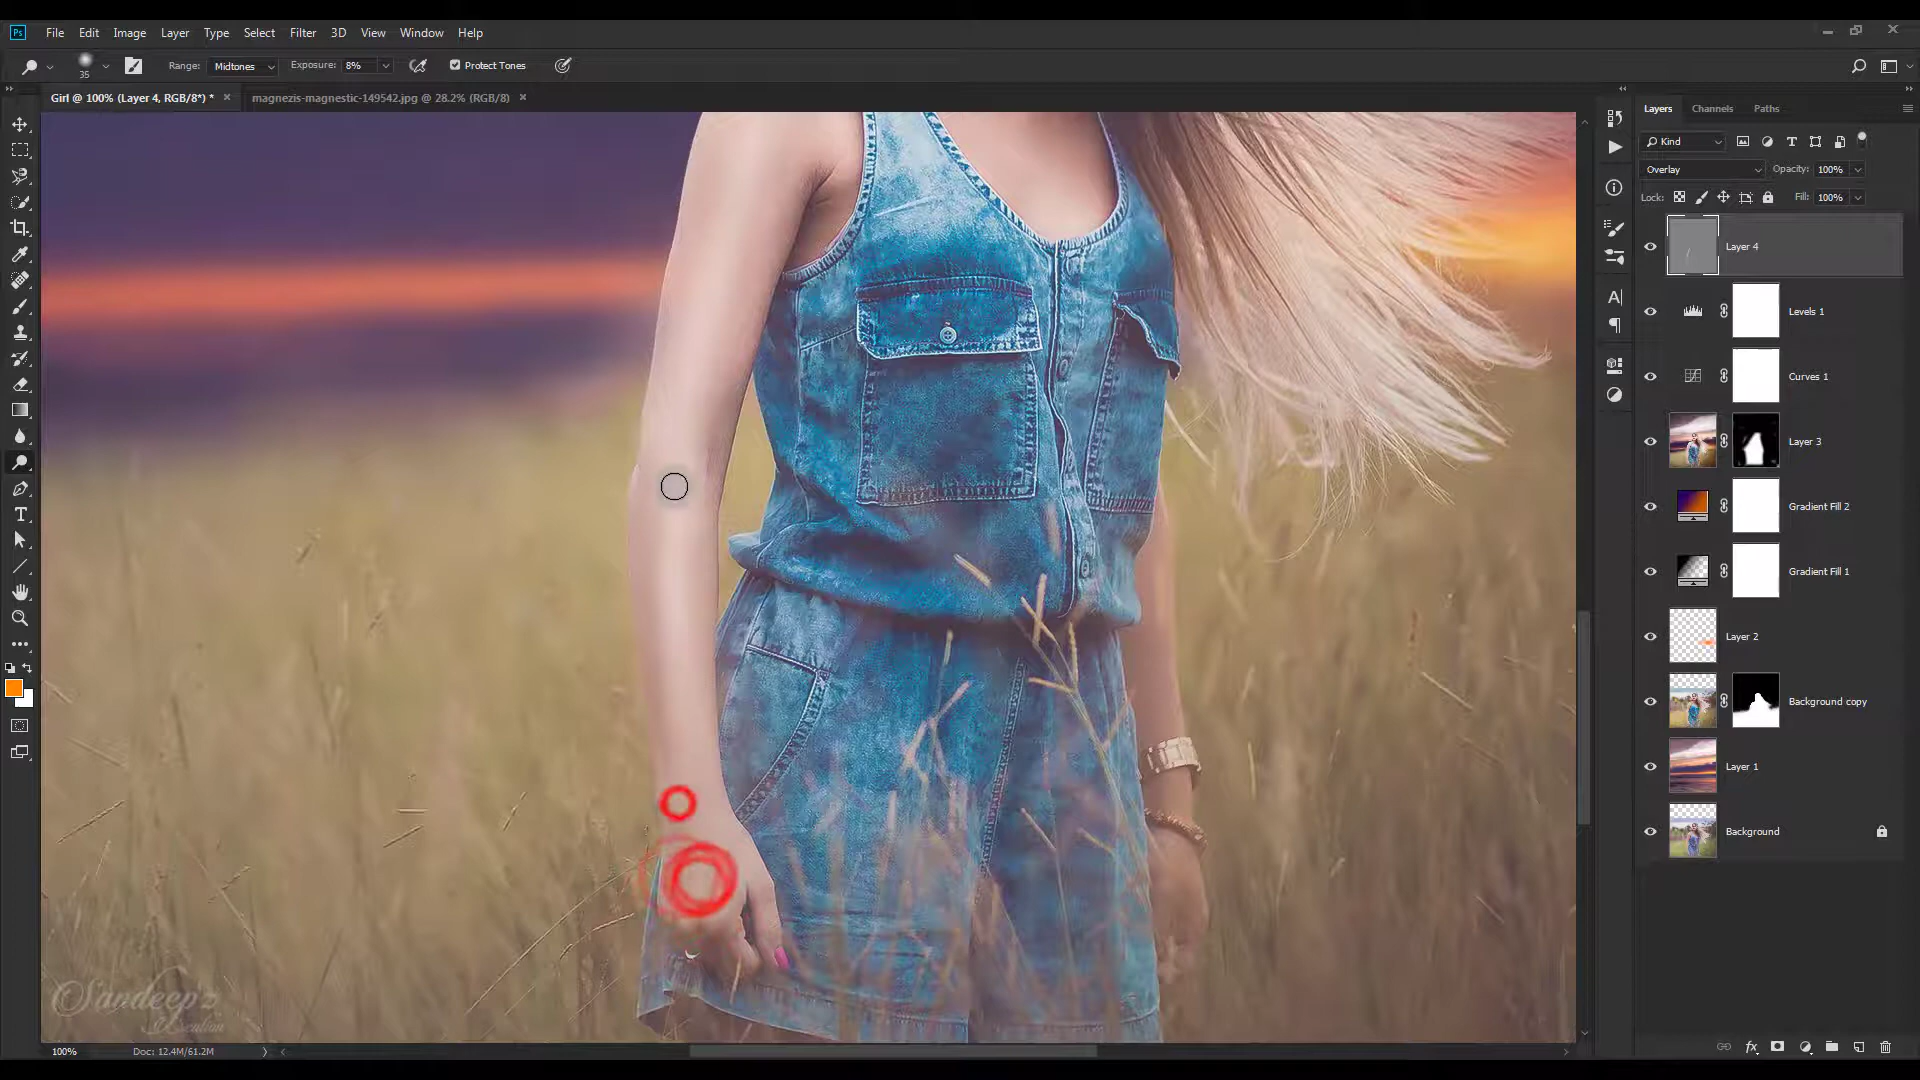 Ps File Edit Image Layer Type Select Filter 3D View Window Help
35 Range: Midtones Exposure: 8% Protect Tones
Girl @ 100% (Layer 4, RGB/8*) * × magnezis-magnestic-149542.jpg @ 28.2% (RGB/8) ×
Layers Channels Paths
Kind
Overlay Opacity: 100%
Lock: Fill: 100%
Layer 4
Levels 1
Curves 1
Layer 3
Gradient Fill 2
Gradient Fill 1
Layer 2
Background copy
Layer 1
Background
Sandeep'z
100% Doc: 12.4M/61.2M